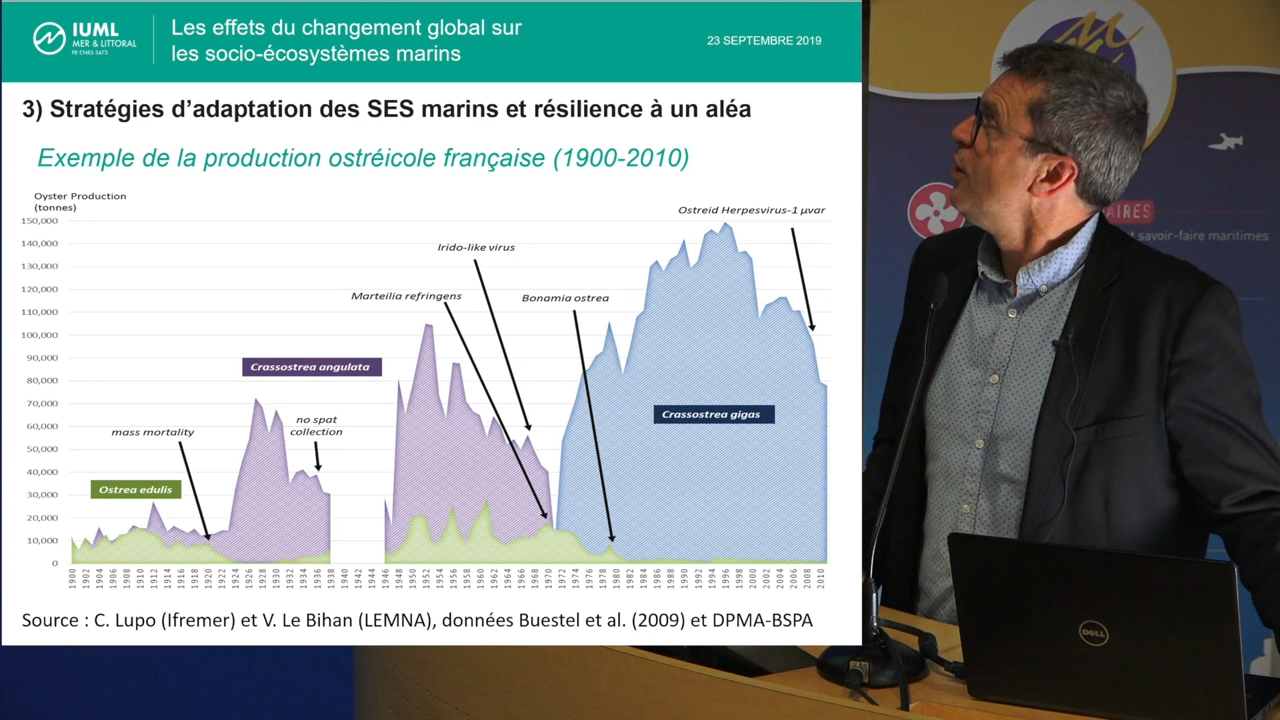 IUML
MER & LITTORAL
FR CNRS 3473
Les effets du changement global sur
les socio-écosystèmes marins
23 SEPTEMBRE 2019
3) Stratégies d’adaptation des SES marins et résilience à un aléa
Exemple de la production ostréicole française (1900-2010)
Oyster Production
(tonnes)
150,000
140,000
130,000
120,000
110,000
100,000
90,000
80,000
70,000
60,000
50,000
40,000
30,000
20,000
10,000
0
Ostreid Herpesvirus-1 µvar
Irido-like virus
Marteilia refringens
Bonamia ostrea
Crassostrea angulata
Crassostrea gigas
no spat
collection
mass mortality
Ostrea edulis
1900 1902 1904 1906 1908 1910 1912 1914 1916 1918 1920 1922 1924 1926 1928 1930 1932 1934 1936 1938 1940 1942 1944 1946 1948 1950 1952 1954 1956 1958 1960 1962 1964 1966 1968 1970 1972 1974 1976 1978 1980 1982 1984 1986 1988 1990 1992 1994 1996 1998 2000 2002 2004 2006 2008 2010
Source : C. Lupo (Ifremer) et V. Le Bihan (LEMNA), données Buestel et al. (2009) et DPMA-BSPA
AIRES
t savoir-faire maritimes
DELL